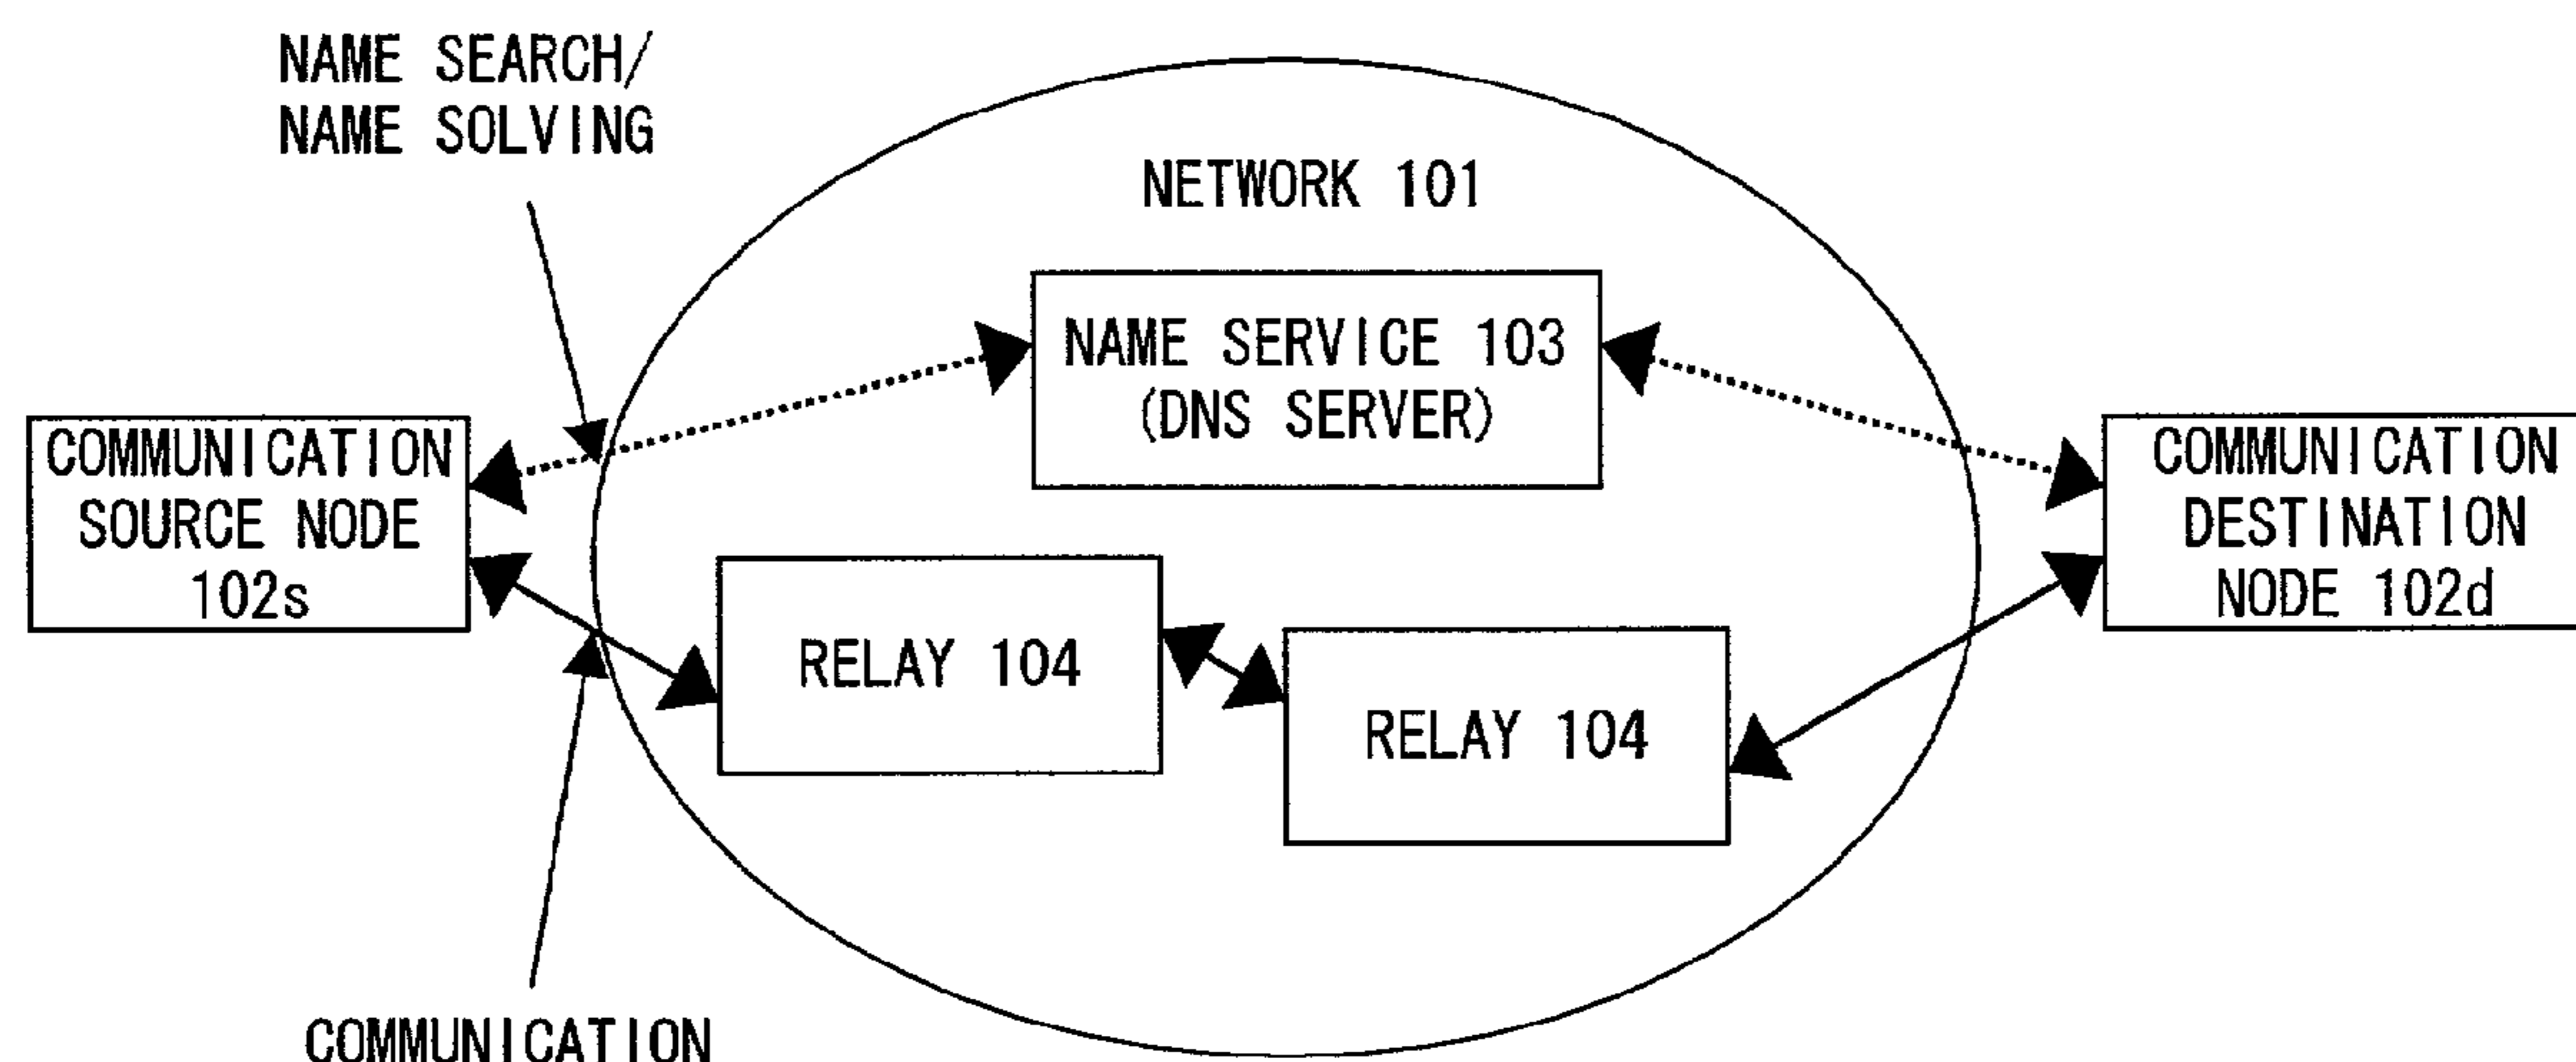 NAME SEARCH/
NAME SOLVING
NETWORK 101
NAME SERVICE 103
(DNS SERVER)
COMMUNICATION
SOURCE NODE
102s
COMMUNICATION
DESTINATION
NODE 102d
RELAY 104
RELAY 104
COMMUNICATION